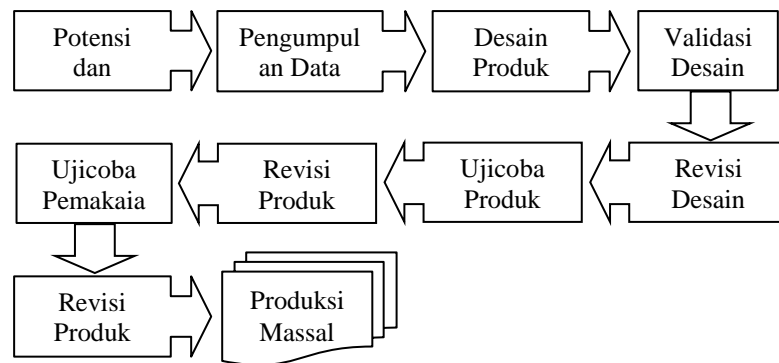 Potensi
dan
Pengumpul
an Data
Desain
Produk
Validasi
Desain
Revisi
Desain
Ujicoba
Produk
Revisi
Produk
Ujicoba
Pemakaia
Revisi
Produk
Produksi
Massal